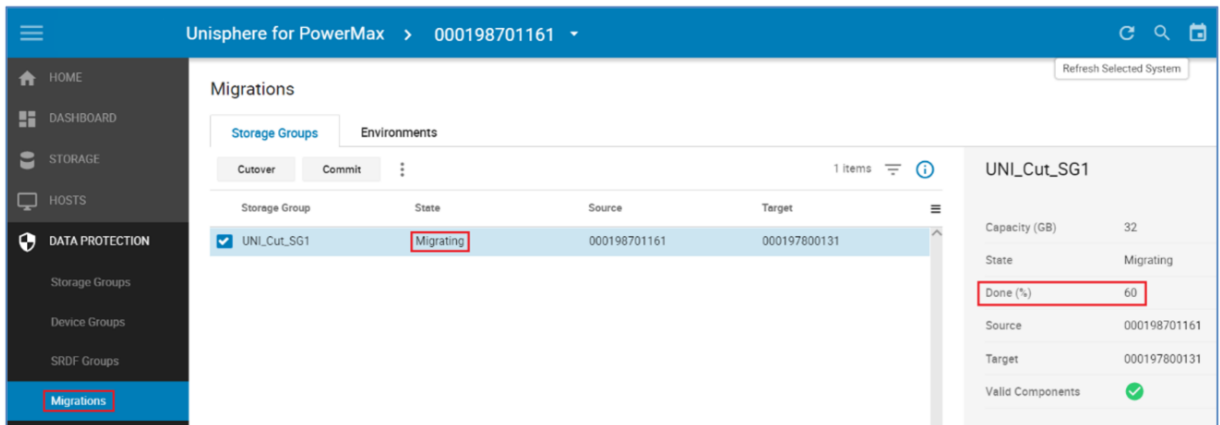 Unisphere for PowerMax > 000198701161
Refresh Selected System
HOME
DASHBOARD
STORAGE
HOSTS
DATA PROTECTION
Storage Groups
Device Groups
SRDF Groups
Migrations
Migrations
Storage Groups Environments
Cutover Commit 1 items
Storage Group State Source Target
UNI_Cut_SG1 Migrating 000198701161 000197800131
UNI_Cut_SG1
Capacity (GB) 32
State Migrating
Done (%) 60
Source 000198701161
Target 000197800131
Valid Components